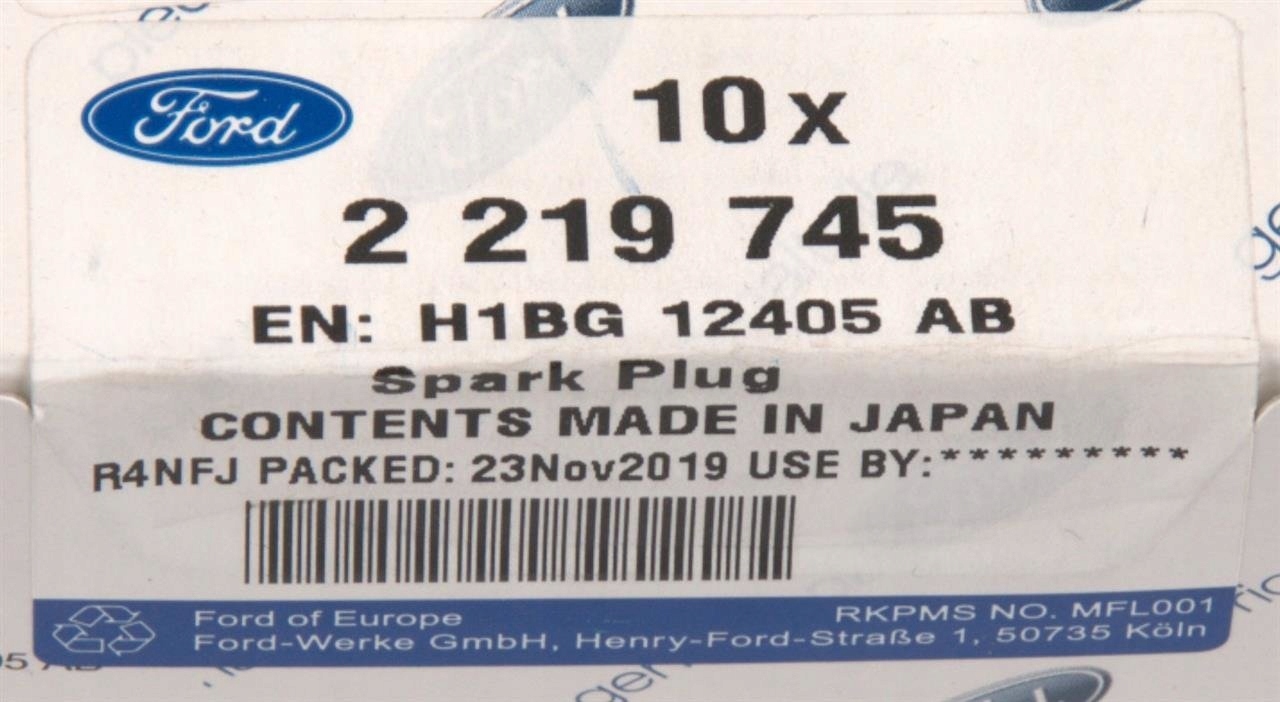 Ford
10x
2 219 745
EN: H1BG 12405 AB
Spark Plug
CONTENTS MADE IN JAPAN
R4NFJ PACKED: 23Nov2019 USE BY:*********
Ford of Europe
RKPMS NO. MFL001
Ford-Werke GmbH, Henry-Ford-Straße 1, 50735 Köln